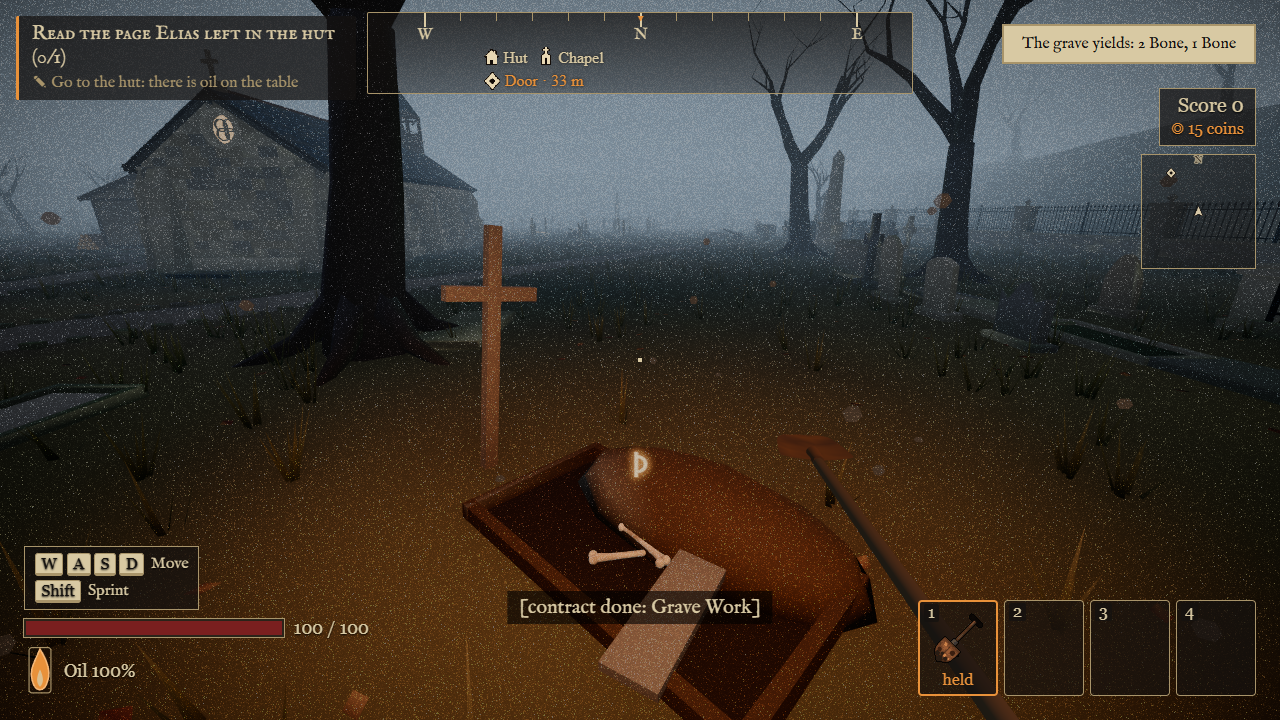 Read the page Elias left in the hut
(0/1)
Go to the hut: there is oil on the table
W N E
Hut Chapel
Door · 33 m
The grave yields: 2 Bone, 1 Bone
Score 0
15 coins
N
Þ
[contract done: Grave Work]
W A S D Move
Shift Sprint
100 / 100
Oil 100%
1 2 3 4
held